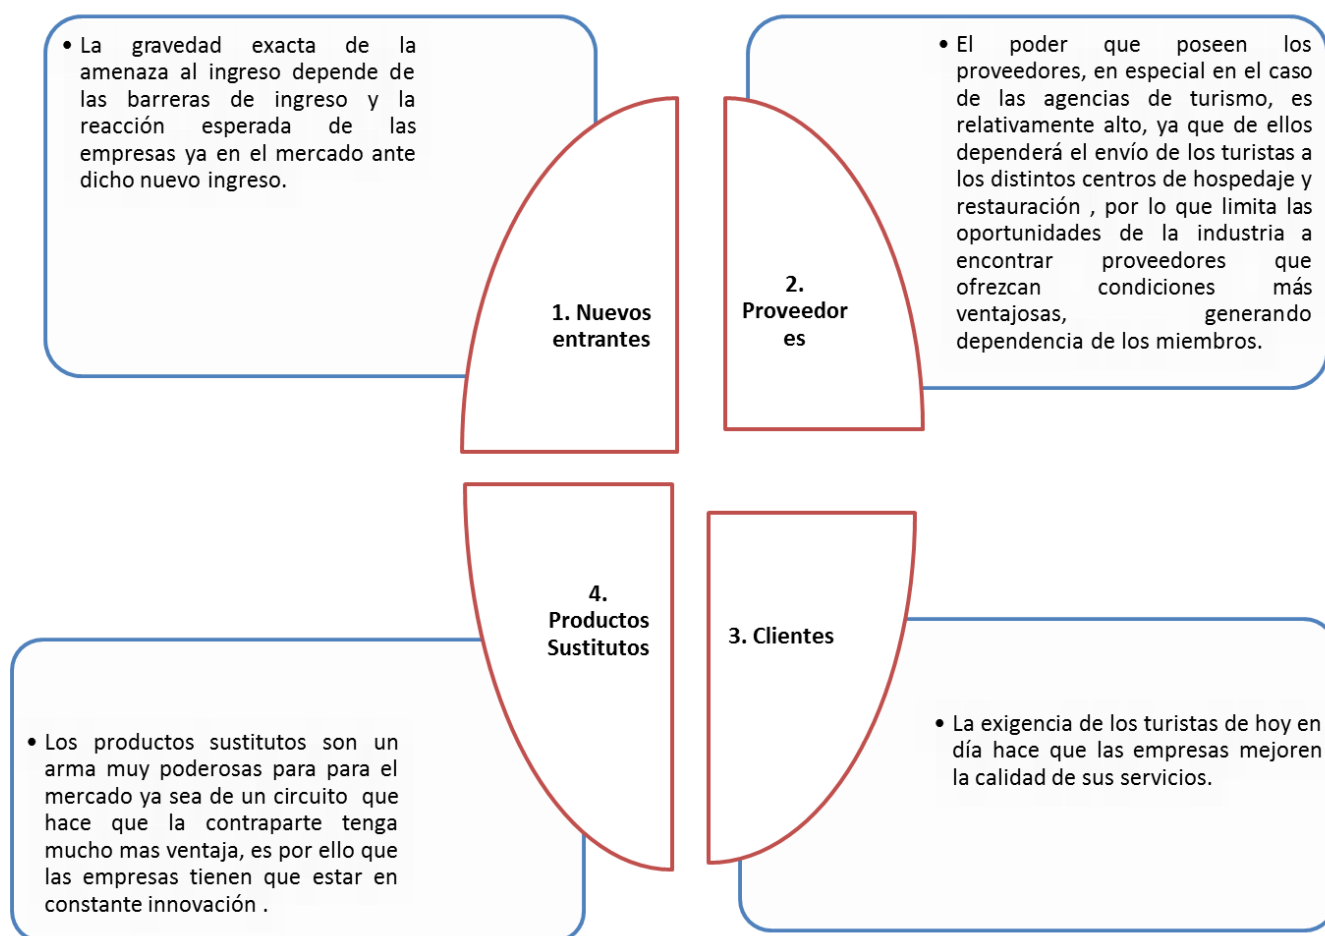 • La gravedad exacta de la
amenaza al ingreso depende de
las barreras de ingreso y la
reacción esperada de las
empresas ya en el mercado ante
dicho nuevo ingreso.
1. Nuevos
entrantes
• El poder que poseen los
proveedores, en especial en el caso
de las agencias de turismo, es
relativamente alto, ya que de ellos
dependerá el envío de los turistas a
los distintos centros de hospedaje y
restauración , por lo que limita las
oportunidades de la industria a
encontrar proveedores que
ofrezcan condiciones más
ventajosas, generando
dependencia de los miembros.
2.
Proveedor
es
3. Clientes
• La exigencia de los turistas de hoy en
día hace que las empresas mejoren
la calidad de sus servicios.
4.
Productos
Sustitutos
• Los productos sustitutos son un
arma muy poderosas para para el
mercado ya sea de un circuito que
hace que la contraparte tenga
mucho mas ventaja, es por ello que
las empresas tienen que estar en
constante innovación .